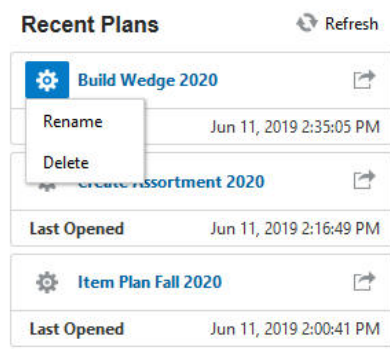 Recent Plans Refresh
Build Wedge 2020
Rename
Jun 11, 2019 2:35:05 PM
Delete
Create Assortment 2020
Last Opened Jun 11, 2019 2:16:49 PM
Item Plan Fall 2020
Last Opened Jun 11, 2019 2:00:41 PM